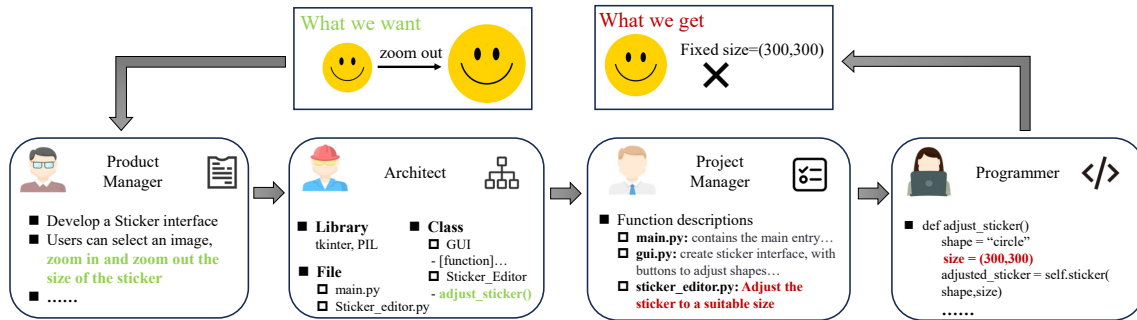 What we want
zoom out
What we get
Fixed size=(300,300)
Product
Manager
■ Develop a Sticker interface
■ Users can select an image,
zoom in and zoom out the
size of the sticker
■ ……
Architect
■ Library
tkinter, PIL
■ File
□ main.py
□ Sticker_editor.py
■ Class
□ GUI
- [function]…
□ Sticker_Editor
- adjust_sticker()
Project
Manager
■ Function descriptions
□ main.py: contains the main entry…
□ gui.py: create sticker interface, with
buttons to adjust shapes…
□ sticker_editor.py: Adjust the
sticker to a suitable size
Programmer
</>
■ def adjust_sticker()
shape = “circle”
size = (300,300)
adjusted_sticker = self.sticker(
shape,size)
……